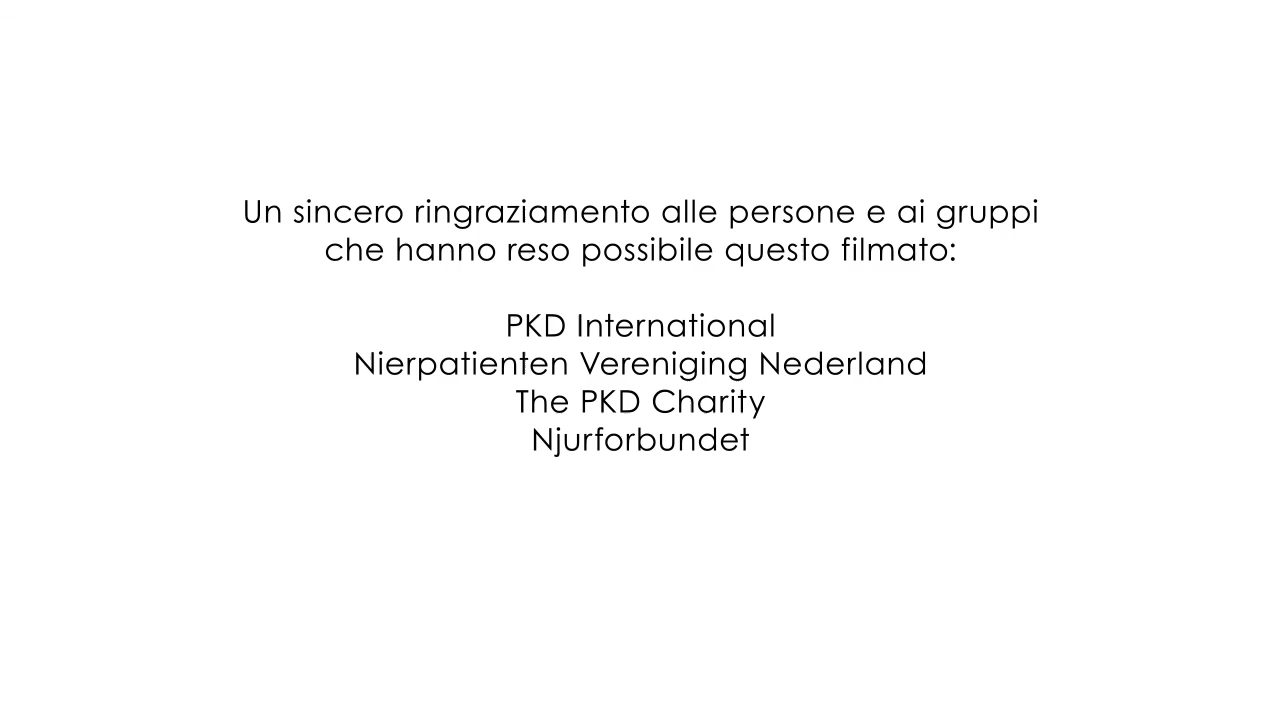 Un sincero ringraziamento alle persone e ai gruppi
che hanno reso possibile questo filmato:
PKD International
Nierpatienten Vereniging Nederland
The PKD Charity
Njurforbundet